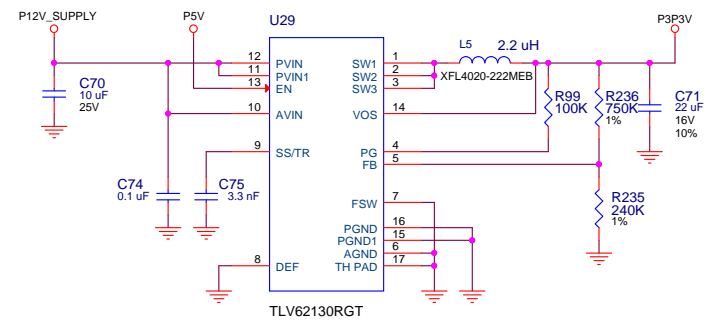 P12V_SUPPLY
P5V
U29
P3P3V
C70
10 uF
25V
12
11
13
10
9
8
PVIN
PVIN1
EN
AVIN
SS/TR
DEF
SW1
SW2
SW3
VOS
PG
FB
FSW
PGND
PGND1
AGND
TH PAD
1
2
3
14
4
5
7
16
15
6
17
L5
2.2 uH
XFL4020-222MEB
R99
100K
R236
750K
1%
C71
22 uF
16V
10%
R235
240K
1%
C74
0.1 uF
C75
3.3 nF
TLV62130RGT